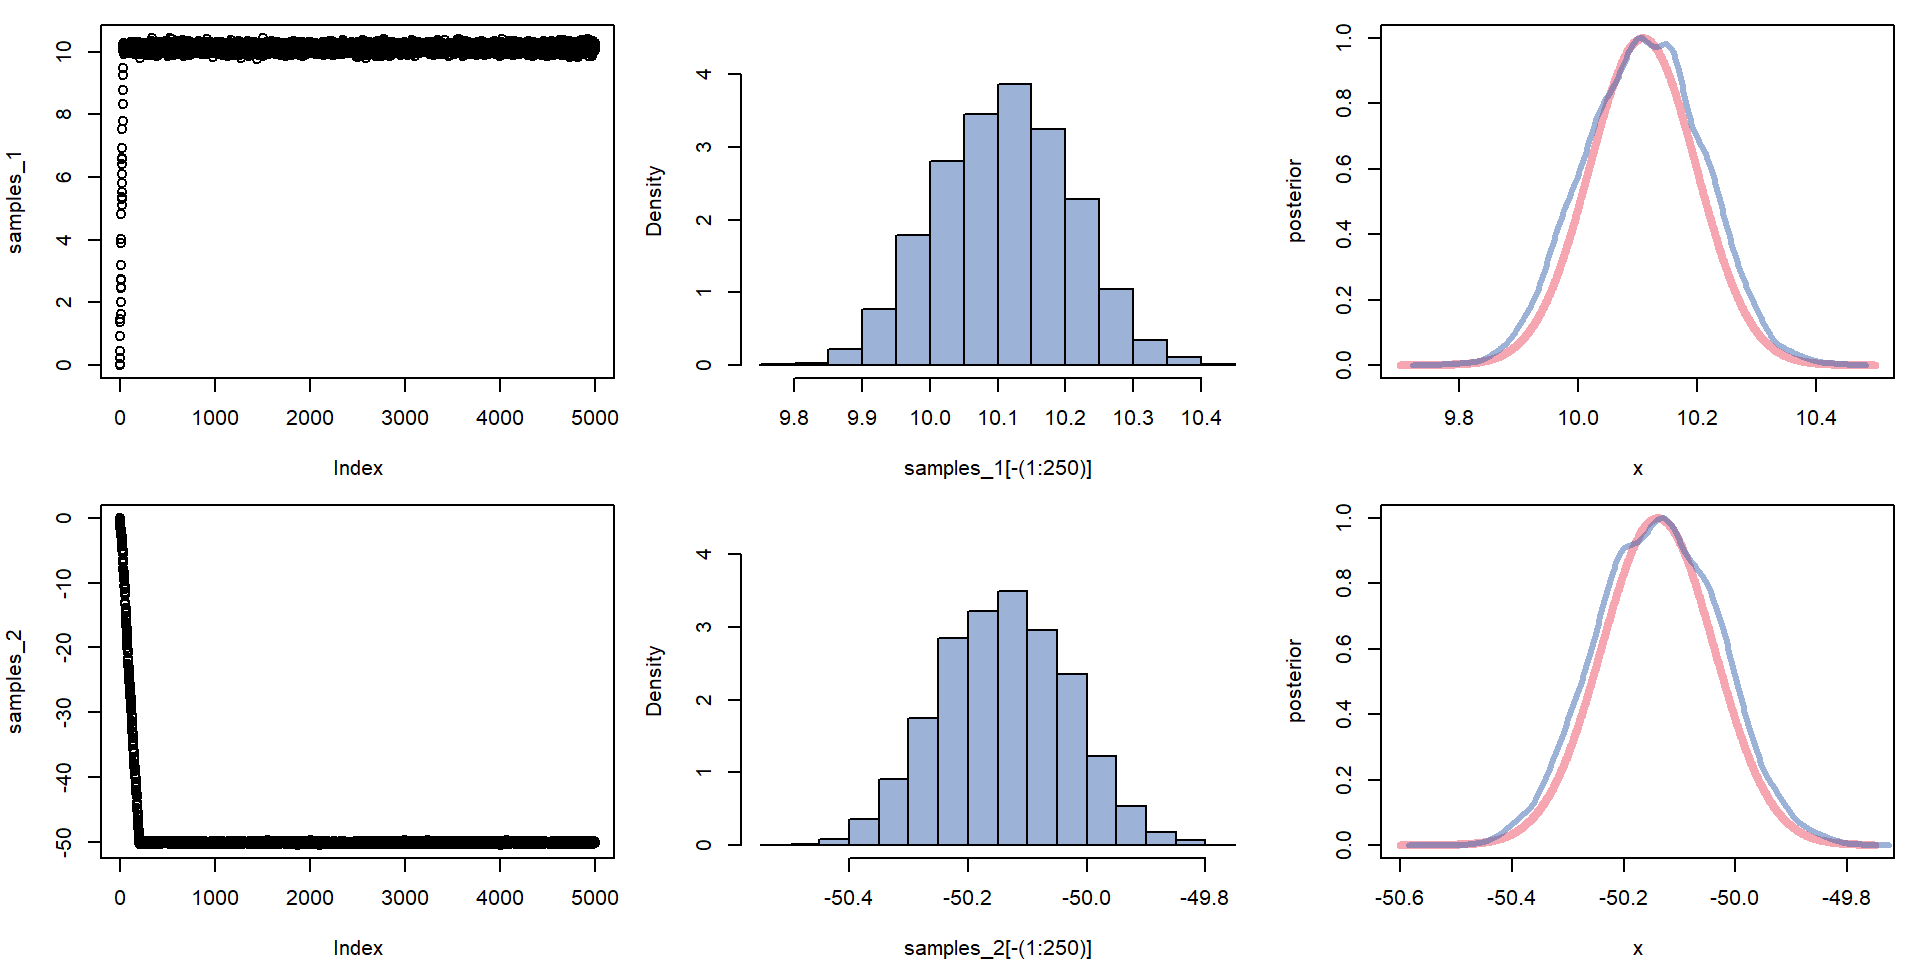 samples_1
0 2 4 6 8 10
0 1000 2000 3000 4000 5000
Index
Density
0 1 2 3 4
9.8 9.9 10.0 10.1 10.2 10.3 10.4
samples_1[-(1:250)]
posterior
0.0 0.2 0.4 0.6 0.8 1.0
9.8 10.0 10.2 10.4
x
samples_2
-50 -40 -30 -20 -10 0
0 1000 2000 3000 4000 5000
Index
Density
0 1 2 3 4
-50.4 -50.2 -50.0 -49.8
samples_2[-(1:250)]
posterior
0.0 0.2 0.4 0.6 0.8 1.0
-50.6 -50.4 -50.2 -50.0 -49.8
x